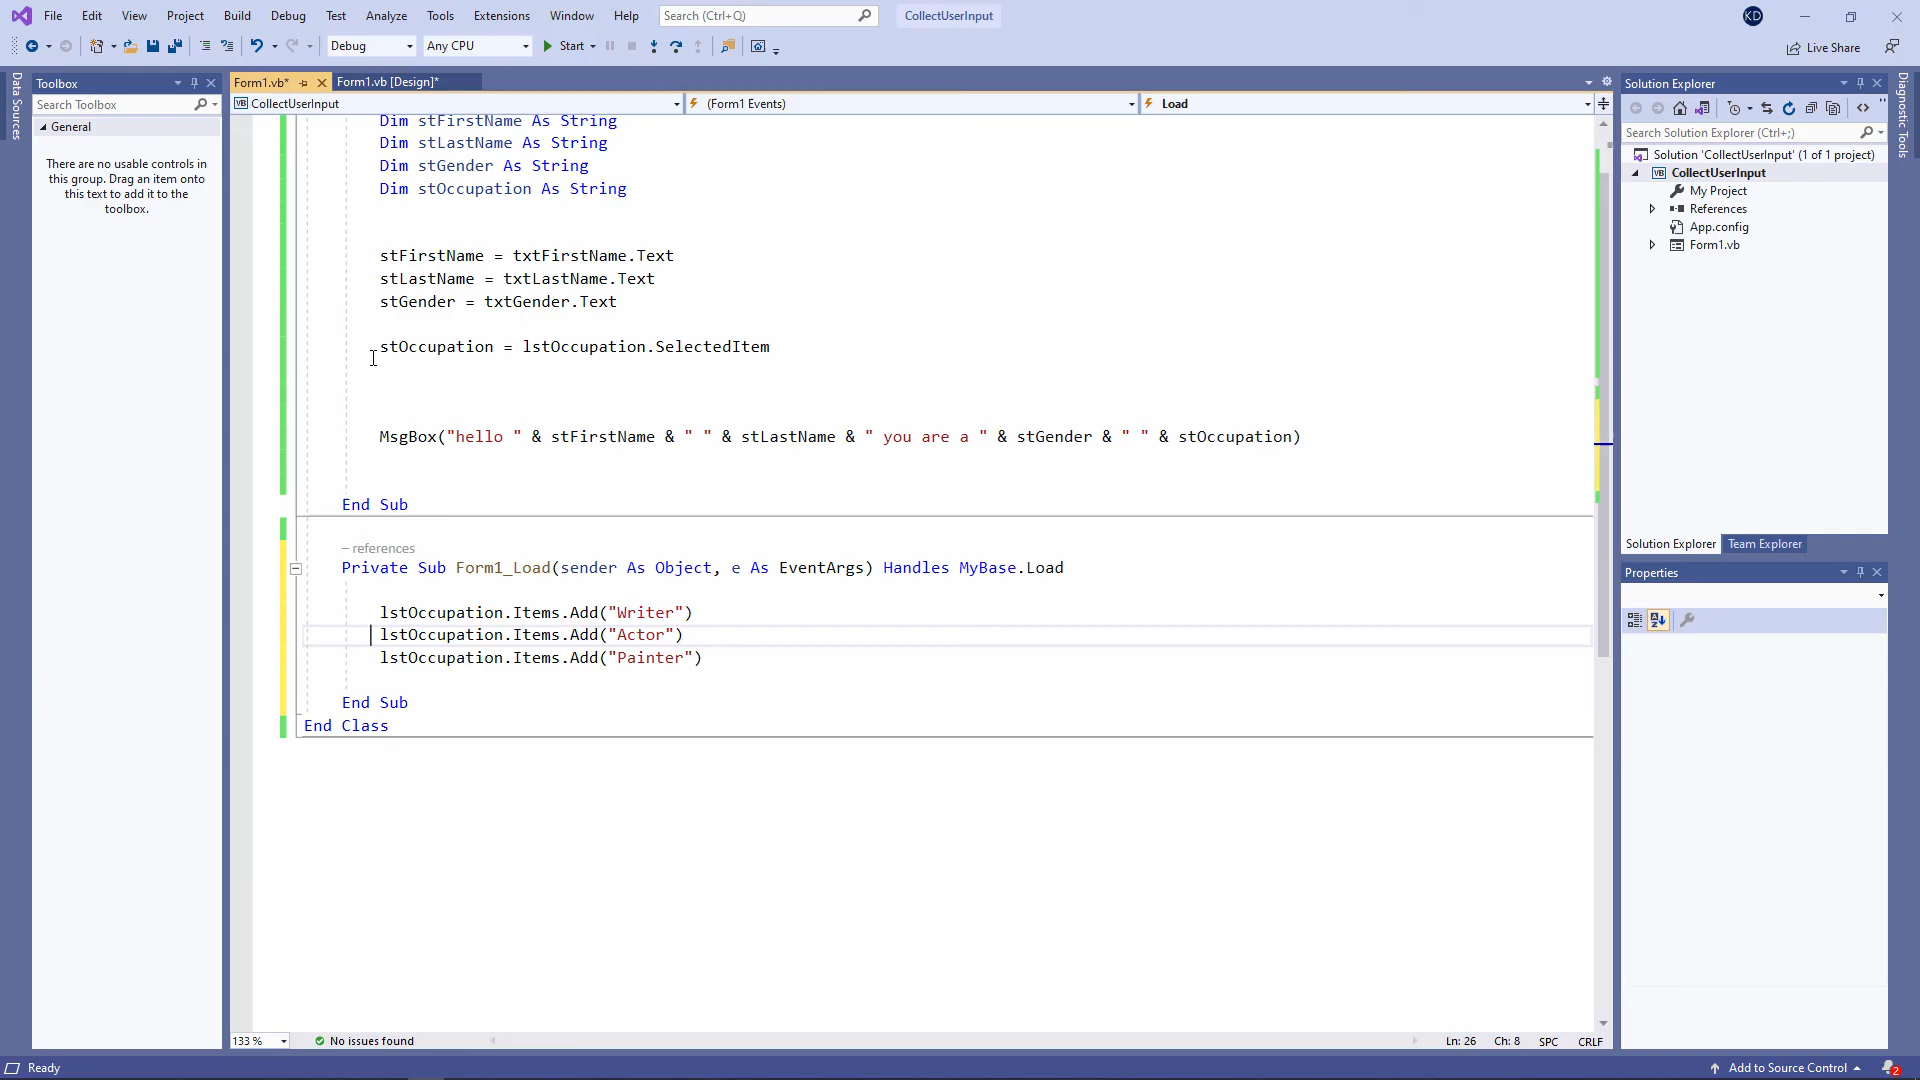 File Edit View Project Build Debug Test Analyze Tools Extensions Window Help Search (Ctrl+Q) CollectUserInput KD
Debug Any CPU Start Live Share
Data Sources
Toolbox
Search Toolbox
General
There are no usable controls in
this group. Drag an item onto
this text to add it to the
toolbox.
Form1.vb* Form1.vb [Design]*
VB CollectUserInput (Form1 Events) Load
Dim stFirstName As String
Dim stLastName As String
Dim stGender As String
Dim stOccupation As String
stFirstName = txtFirstName.Text
stLastName = txtLastName.Text
stGender = txtGender.Text
stOccupation = lstOccupation.SelectedItem
MsgBox("hello " & stFirstName & " " & stLastName & " you are a " & stGender & " " & stOccupation)
End Sub
– references
Private Sub Form1_Load(sender As Object, e As EventArgs) Handles MyBase.Load
lstOccupation.Items.Add("Writer")
lstOccupation.Items.Add("Actor")
lstOccupation.Items.Add("Painter")
End Sub
End Class
133 % No issues found Ln: 26 Ch: 8 SPC CRLF
Solution Explorer
Search Solution Explorer (Ctrl+;)
Solution 'CollectUserInput' (1 of 1 project)
VB CollectUserInput
My Project
References
App.config
Form1.vb
Solution Explorer Team Explorer
Properties
Diagnostic Tools
Ready Add to Source Control 2